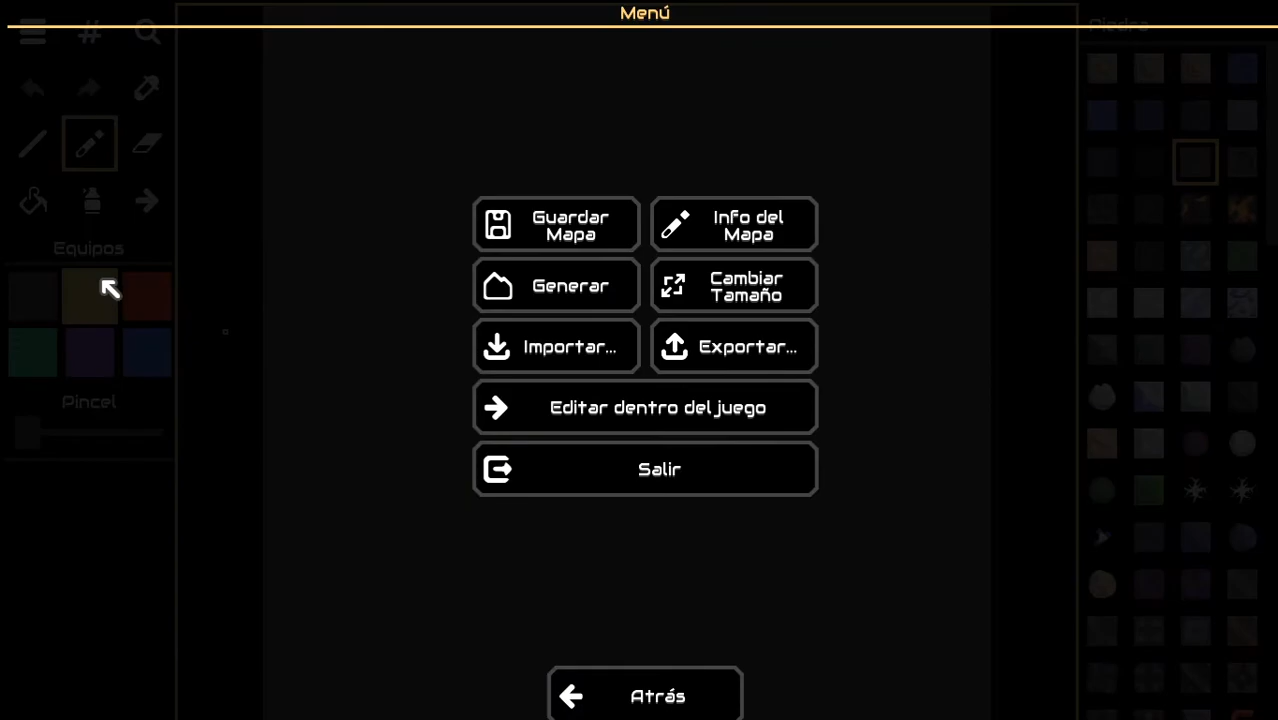 Menú
Piedra
Equipos
Pincel
Guardar
Mapa
Info del
Mapa
Generar
Cambiar
Tamaño
Importar...
Exportar...
Editar dentro del juego
Salir
Atrás